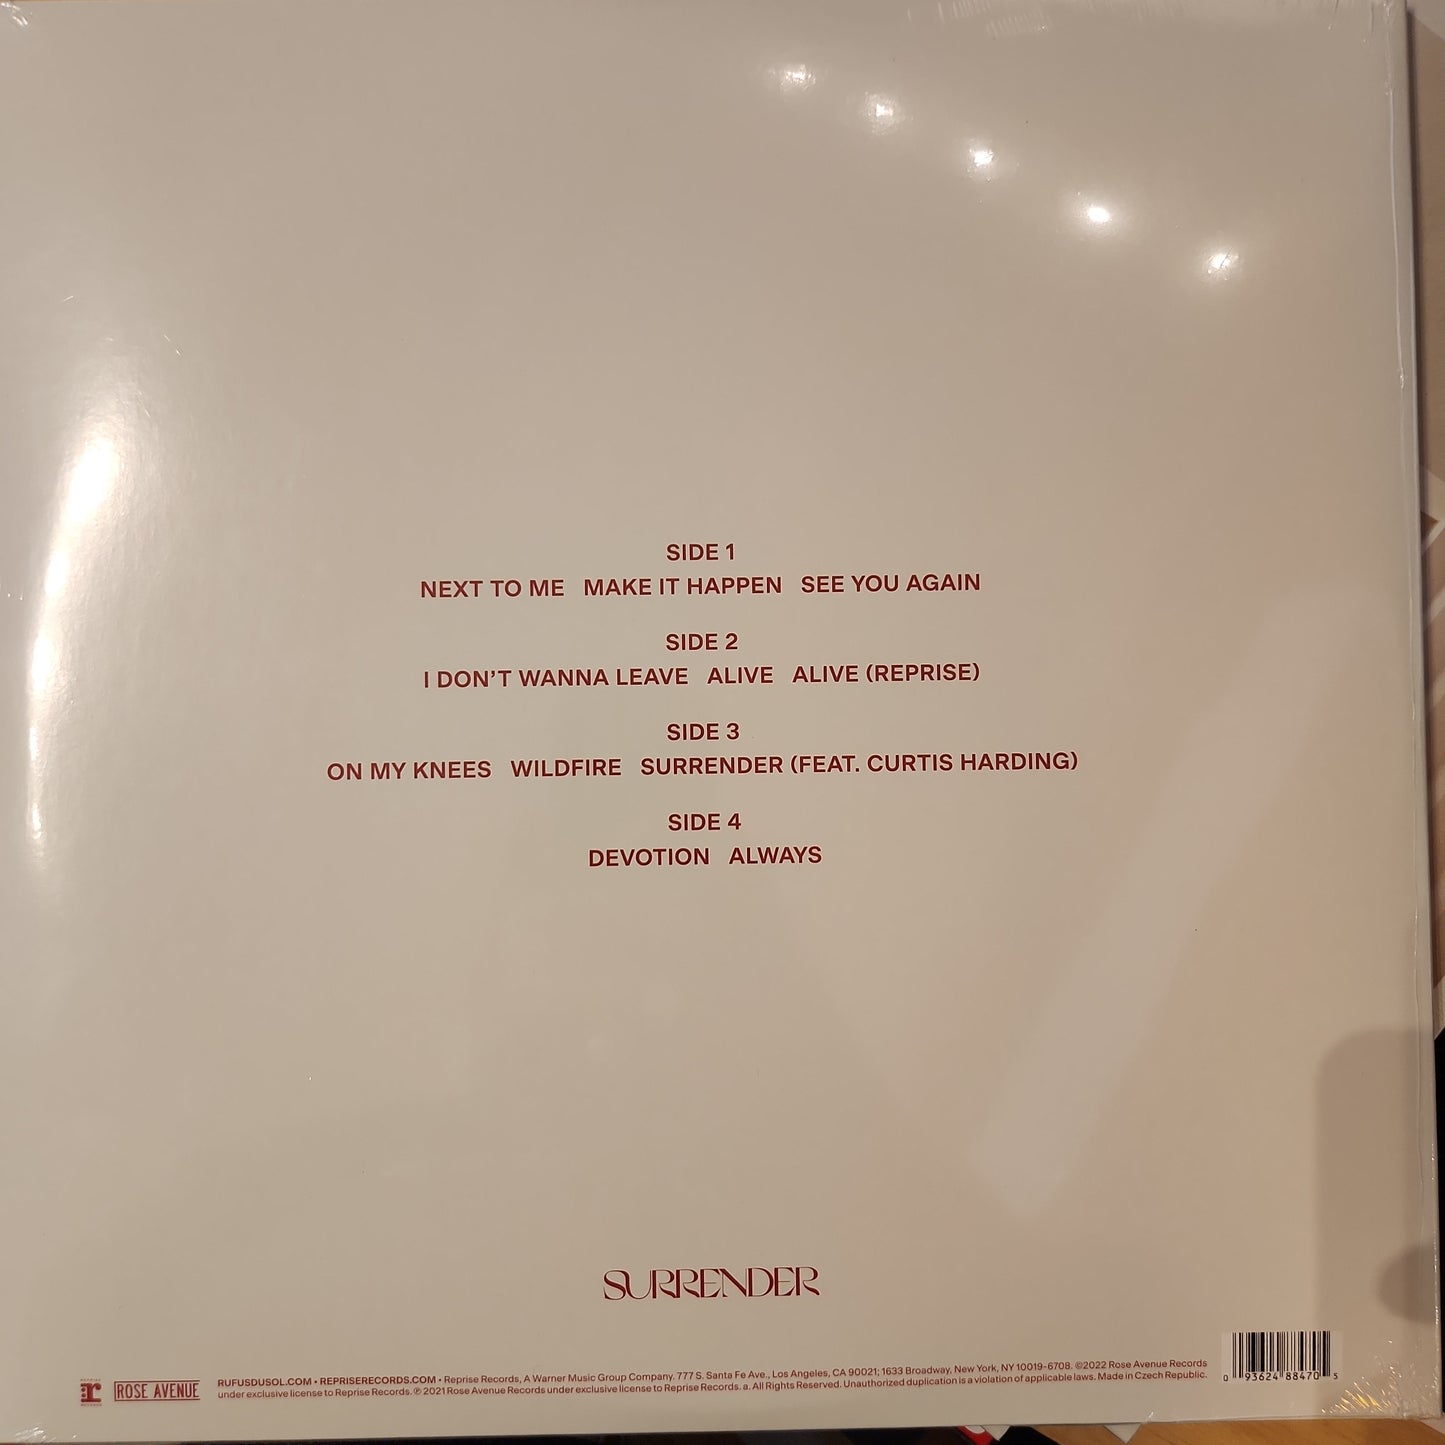 SIDE 1
NEXT TO ME MAKE IT HAPPEN SEE YOU AGAIN
SIDE 2
I DON'T WANNA LEAVE ALIVE ALIVE (REPRISE)
SIDE 3
ON MY KNEES WILDFIRE SURRENDER (FEAT. CURTIS HARDING)
SIDE 4
DEVOTION ALWAYS
SURRENDER
REPRISE
r
RECORDS
ROSE AVENUE
RUFUSDUSOL.COM • REPRISERECORDS.COM • Reprise Records, A Warner Music Group Company. 777 S. Santa Fe Ave., Los Angeles, CA 90021; 1633 Broadway, New York, NY 10019-6708. ©2022 Rose Avenue Records
under exclusive license to Reprise Records. ℗ 2021 Rose Avenue Records under exclusive license to Reprise Records. a. All Rights Reserved. Unauthorized duplication is a violation of applicable laws. Made in Czech Republic.
0 93624 88470 5